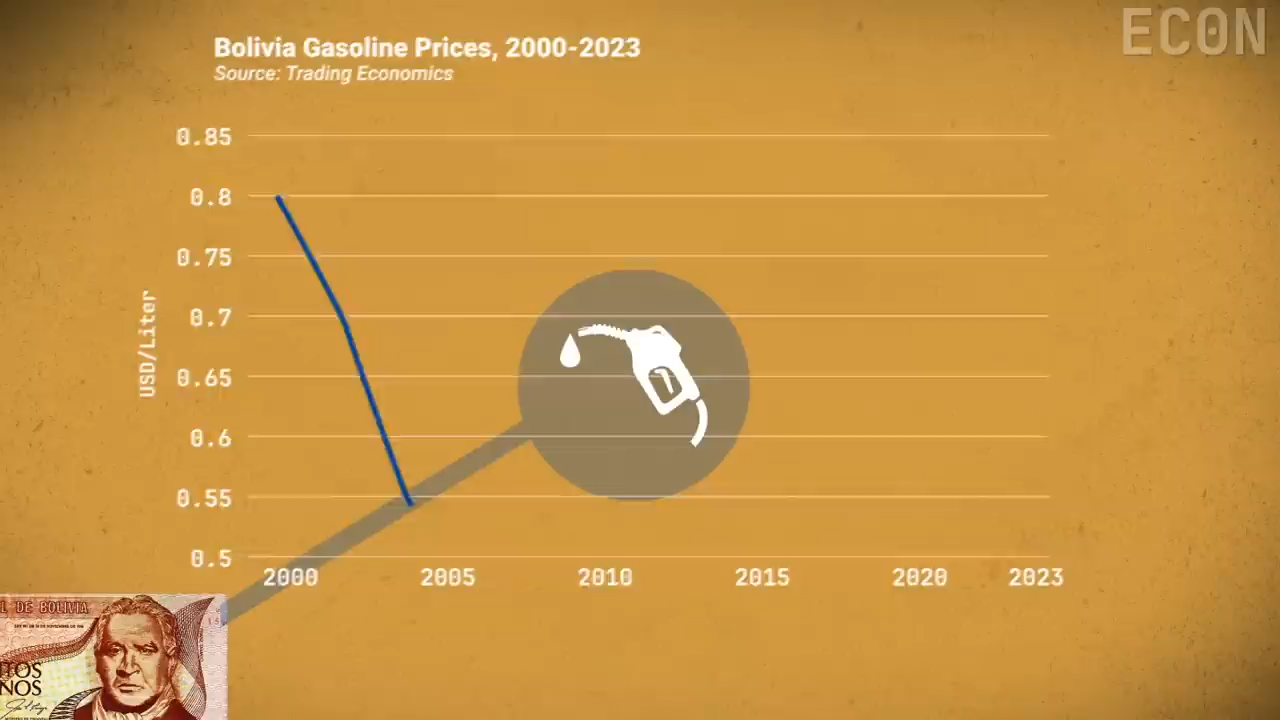 ECON
Bolivia Gasoline Prices, 2000-2023
Source: Trading Economics
0.85
0.8
0.75
0.7
0.65
0.6
0.55
0.5
USD/Liter
2000 2005 2010 2015 2020 2023
L DE BOLIVIA
TOS
NOS